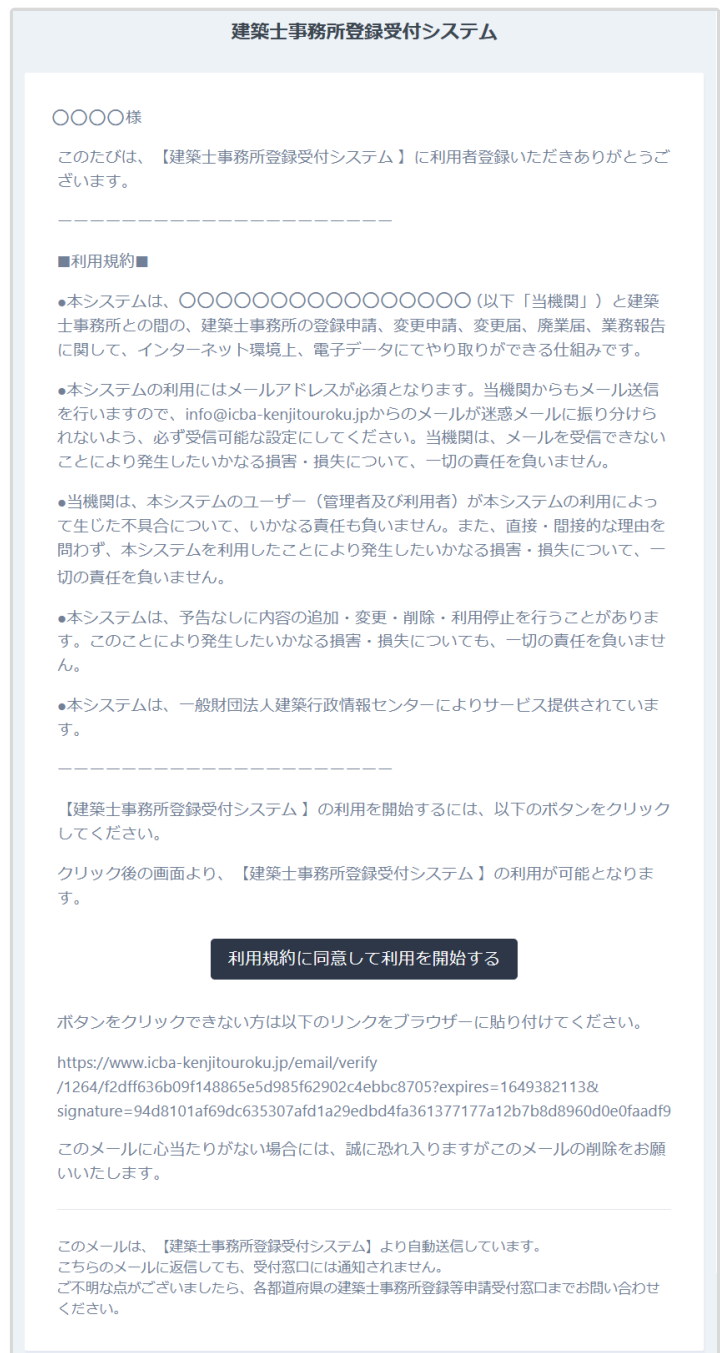 建築士事務所登録受付システム
〇〇〇〇様
このたびは、【建築士事務所登録受付システム 】に利用者登録いただきありがとうご
ざいます。
ーーーーーーーーーーーーーーーーーーーーー
■利用規約■
●本システムは、〇〇〇〇〇〇〇〇〇〇〇〇〇〇〇〇（以下「当機関」）と建築
士事務所との間の、建築士事務所の登録申請、変更申請、変更届、廃業届、業務報告
に関して、インターネット環境上、電子データにてやり取りができる仕組みです。
●本システムの利用にはメールアドレスが必須となります。当機関からもメール送信
を行いますので、info@icba-kenjitouroku.jpからのメールが迷惑メールに振り分けら
れないよう、必ず受信可能な設定にしてください。当機関は、メールを受信できない
ことにより発生したいかなる損害・損失について、一切の責任を負いません。
●当機関は、本システムのユーザー（管理者及び利用者）が本システムの利用によっ
て生じた不具合について、いかなる責任も負いません。また、直接・間接的な理由を
問わず、本システムを利用したことにより発生したいかなる損害・損失について、一
切の責任を負いません。
●本システムは、予告なしに内容の追加・変更・削除・利用停止を行うことがありま
す。このことにより発生したいかなる損害・損失についても、一切の責任を負いませ
ん。
●本システムは、一般財団法人建築行政情報センターによりサービス提供されていま
す。
ーーーーーーーーーーーーーーーーーーーーー
【建築士事務所登録受付システム 】の利用を開始するには、以下のボタンをクリック
してください。
クリック後の画面より、【建築士事務所登録受付システム 】の利用が可能となりま
す。
利用規約に同意して利用を開始する
ボタンをクリックできない方は以下のリンクをブラウザーに貼り付けてください。
https://www.icba-kenjitouroku.jp/email/verify
/1264/f2dff636b09f148865e5d985f62902c4ebbc8705?expires=1649382113&
signature=94d8101af69dc635307afd1a29edbd4fa361377177a12b7b8d8960d0e0faadf9
このメールに心当たりがない場合には、誠に恐れ入りますがこのメールの削除をお願
いいたします。
このメールは、【建築士事務所登録受付システム】より自動送信しています。
こちらのメールに返信しても、受付窓口には通知されません。
ご不明な点がございましたら、各都道府県の建築士事務所登録等申請受付窓口までお問い合わせ
ください。